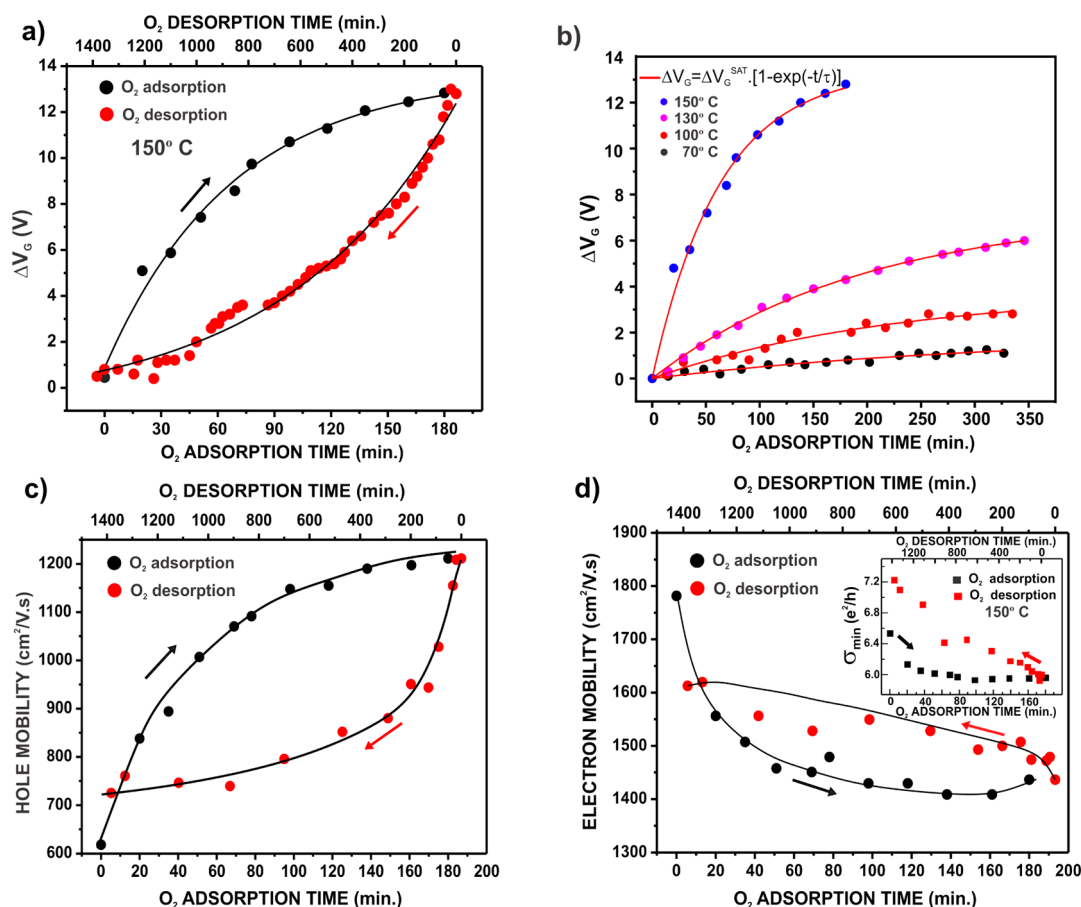 a)
O₂ DESORPTION TIME (min.)
1400 1200 1000 800 600 400 200 0
14
12
10
8
6
4
2
0
ΔV_G (V)
O₂ adsorption
O₂ desorption
150° C
0 30 60 90 120 150 180
O₂ ADSORPTION TIME (min.)
b)
14
12
10
8
6
4
2
0
ΔV_G (V)
ΔV_G=ΔV_G^SAT.[1-exp(-t/τ)]
150° C
130° C
100° C
70° C
0 50 100 150 200 250 300 350
O₂ ADSORPTION TIME (min.)
c)
O₂ DESORPTION TIME (min.)
1400 1200 1000 800 600 400 200 0
1200
1100
1000
900
800
700
600
HOLE MOBILITY (cm²/V.s)
O₂ adsorption
O₂ desorption
0 20 40 60 80 100 120 140 160 180 200
O₂ ADSORPTION TIME (min.)
d)
O₂ DESORPTION TIME (min.)
1400 1200 1000 800 600 400 200 0
1900
1800
1700
1600
1500
1400
1300
ELECTRON MOBILITY (cm²/V.s)
O₂ adsorption
O₂ desorption
O₂ DESORPTION TIME (min.)
1200 800 400 0
7.2
6.6
6.4
6.0
σ_min (e²/h)
O₂ adsorption
O₂ desorption
150° C
0 40 80 120 160
O₂ ADSORPTION TIME (min.)
0 20 40 60 80 100 120 140 160 180 200
O₂ ADSORPTION TIME (min.)